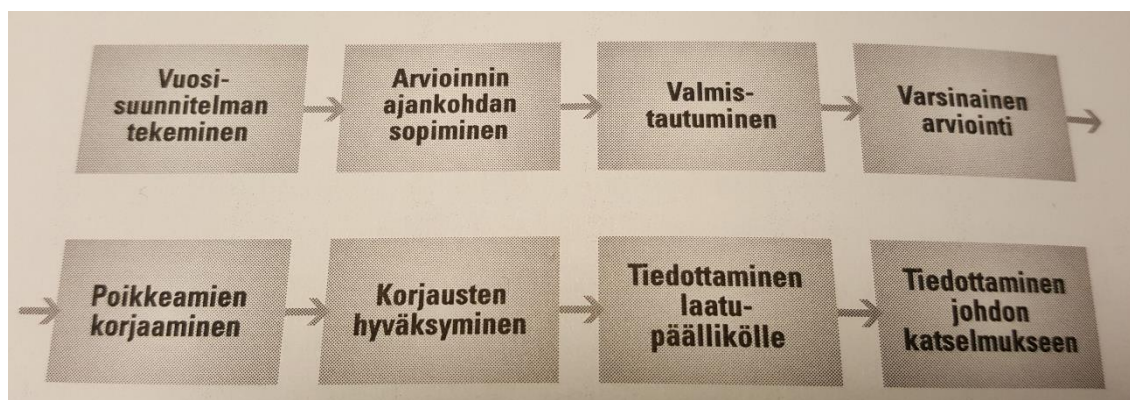 Vuosi-
suunnitelman
tekeminen
Arvioinnin
ajankohdan
sopiminen
Valmis-
tautuminen
Varsinainen
arviointi
Poikkeamien
korjaaminen
Korjausten
hyväksyminen
Tiedottaminen
laatu-
päällikölle
Tiedottaminen
johdon
katselmukseen